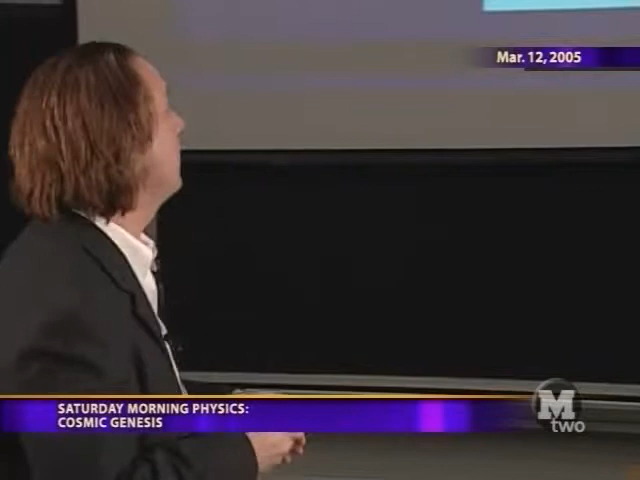 Mar. 12, 2005
SATURDAY MORNING PHYSICS:
COSMIC GENESIS
M
two